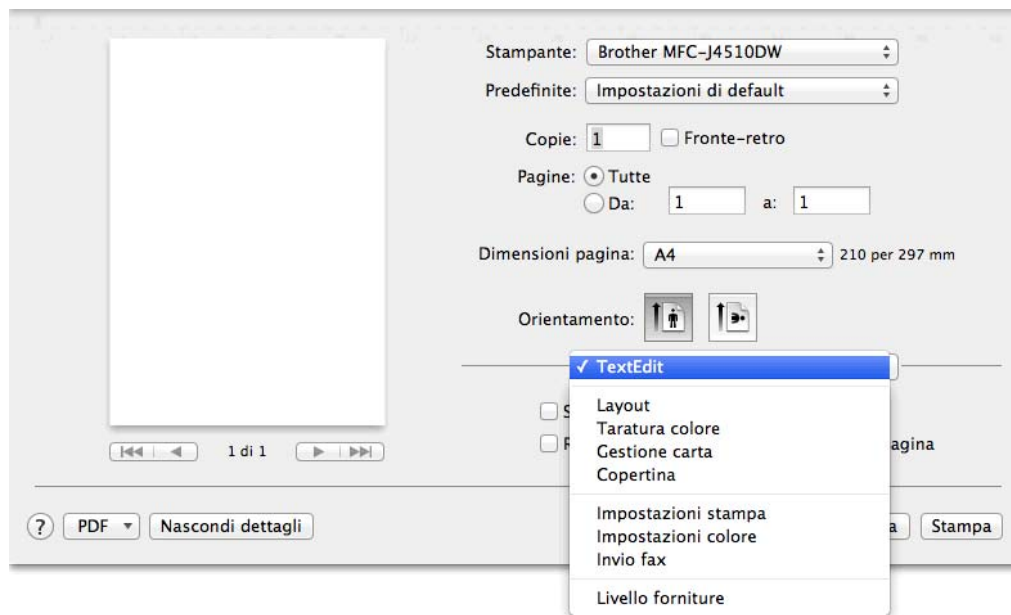 Stampante: Brother MFC-J4510DW
Predefinite: Impostazioni di default
Copie: 1 Fronte-retro
Pagine: Tutte
Da: 1 a: 1
Dimensioni pagina: A4 210 per 297 mm
Orientamento:
✓ TextEdit
Layout
Taratura colore
Gestione carta
Copertina
Impostazioni stampa
Impostazioni colore
Invio fax
Livello forniture
1 di 1
? PDF Nascondi dettagli Stampa